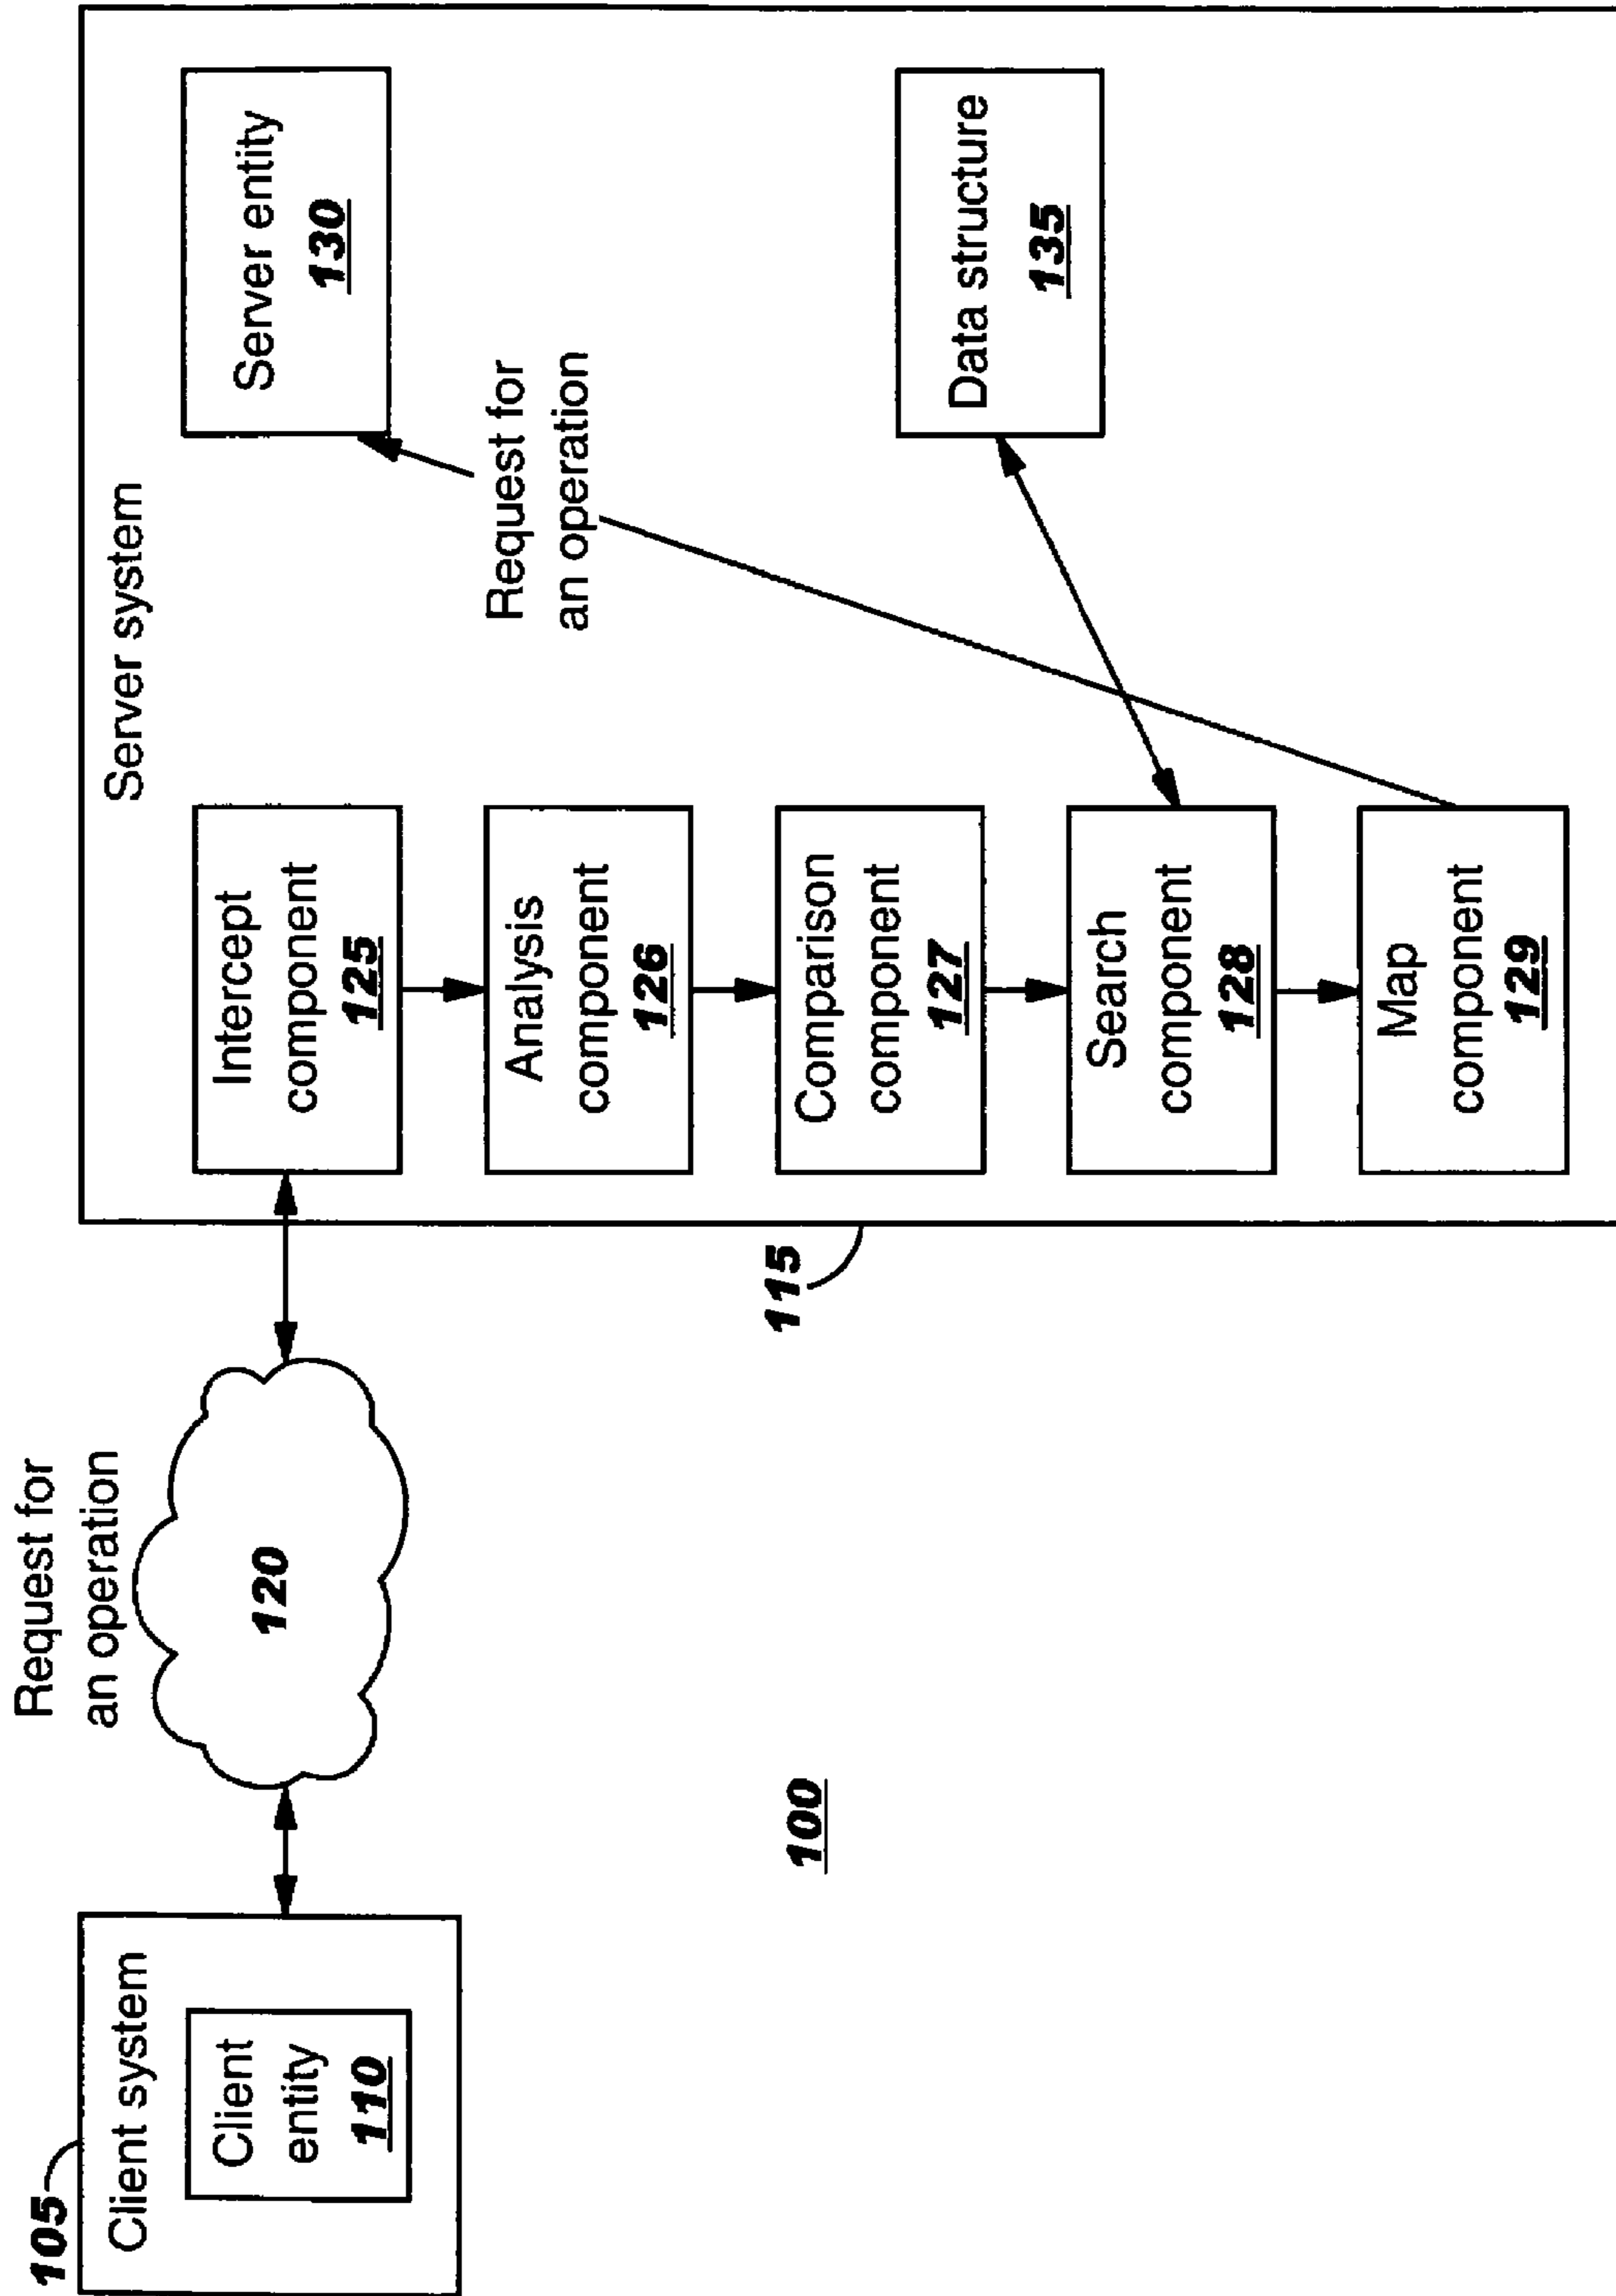 105
Client system
Client
entity
110
Request for
an operation
120
100
115
Server system
Intercept
component
125
Analysis
component
126
Comparison
component
127
Search
component
128
Map
component
129
Server entity
130
Request for
an operation
Data structure
135